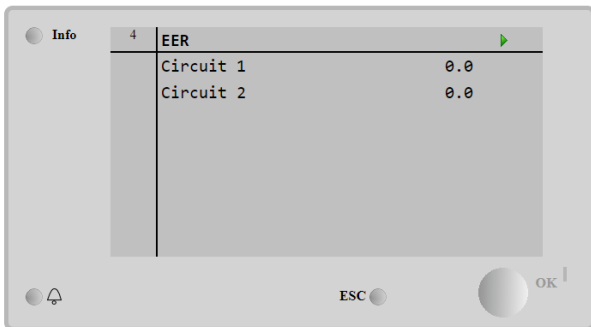 Info
4 EER
Circuit 1 0.0
Circuit 2 0.0
ESC
OK